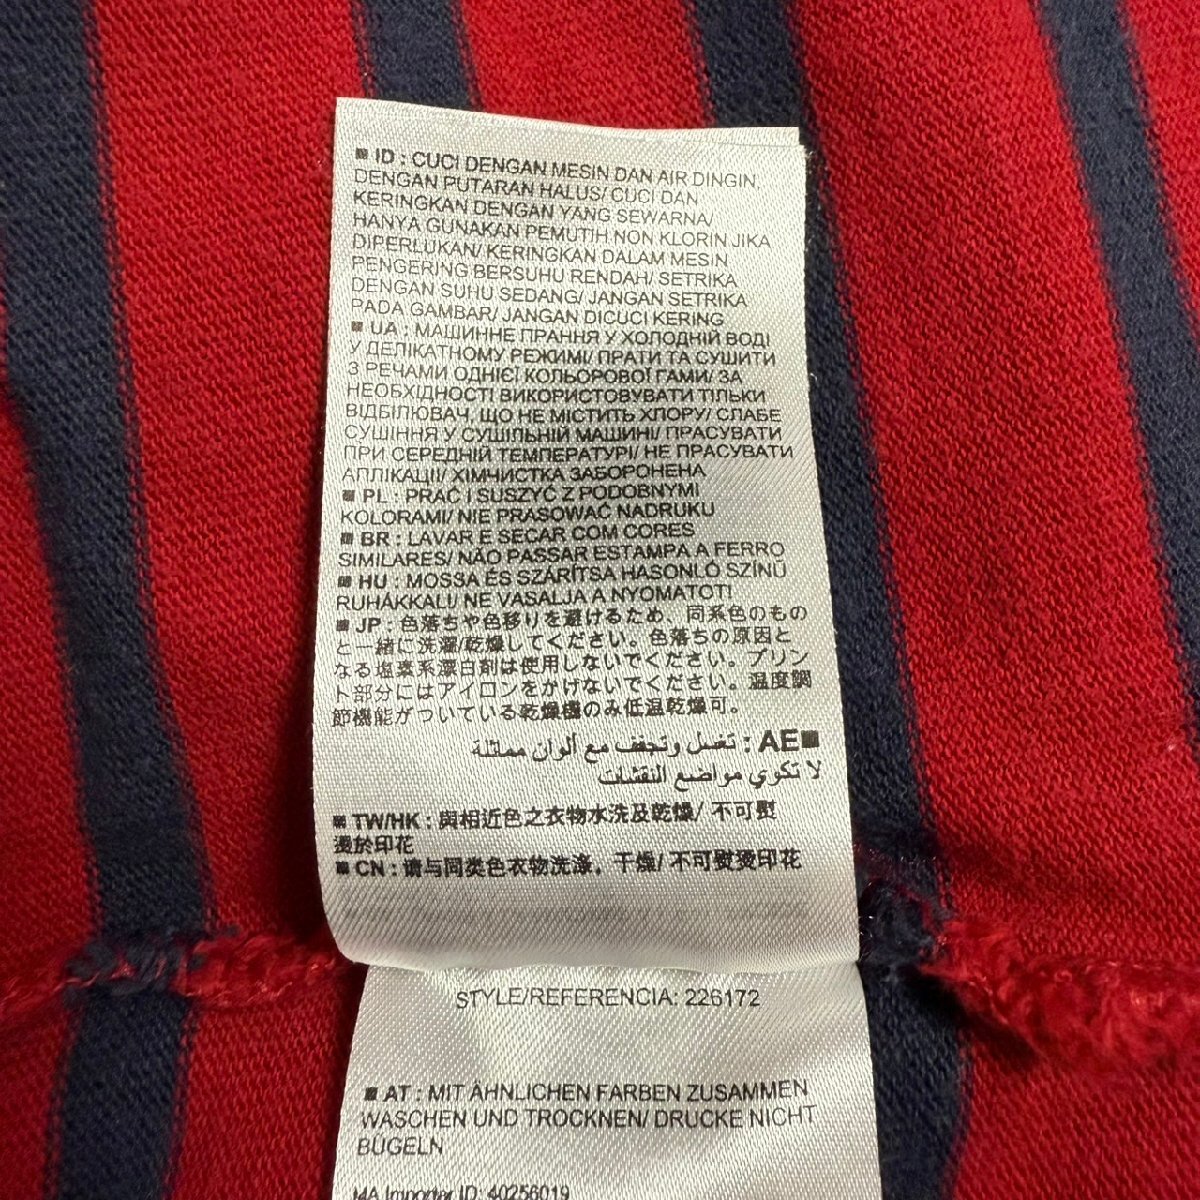 ■ ID : CUCI DENGAN MESIN DAN AIR DINGIN,
DENGAN PUTARAN HALUS/ CUCI DAN
KERINGKAN DENGAN YANG SEWARNA/
HANYA GUNAKAN PEMUTIH NON KLORIN JIKA
DIPERLUKAN/ KERINGKAN DALAM MESIN
PENGERING BERSUHU RENDAH/ SETRIKA
DENGAN SUHU SEDANG/ JANGAN SETRIKA
PADA GAMBAR/ JANGAN DICUCI KERING
■ UA : МАШИННЕ ПРАННЯ У ХОЛОДНІЙ ВОДІ
У ДЕЛІКАТНОМУ РЕЖИМІ/ ПРАТИ ТА СУШИТИ
З РЕЧАМИ ОДНІЄЇ КОЛЬОРОВОЇ ГАМИ/ ЗА
НЕОБХІДНОСТІ ВИКОРИСТОВУВАТИ ТІЛЬКИ
ВІДБІЛЮВАЧ, ЩО НЕ МІСТИТЬ ХЛОРУ/ СЛАБЕ
СУШІННЯ У СУШИЛЬНІЙ МАШИНІ/ ПРАСУВАТИ
ПРИ СЕРЕДНІЙ ТЕМПЕРАТУРІ/ НЕ ПРАСУВАТИ
АПЛІКАЦІЇ/ ХІМЧИСТКА ЗАБОРОНЕНА
■ PL : PRAĆ I SUSZYĆ Z PODOBNYMI
KOLORAMI/ NIE PRASOWAĆ NADRUKU
■ BR : LAVAR E SECAR COM CORES
SIMILARES/ NÃO PASSAR ESTAMPA A FERRO
■ HU : MOSSA ÉS SZÁRÍTSA HASONLÓ SZÍNŰ
RUHÁKKAL! NE VASALJA A NYOMATOT!
■ JP : 色落ちや色移りを避けるため、同系色のもの
と一緒に洗濯/乾燥してください。色落ちの原因と
なる塩素系漂白剤は使用しないでください。プリン
ト部分にはアイロンをかけないでください。温度調
節機能がついている乾燥機のみ低温乾燥可。
■AE : تغسل وتجفف مع ألوان مماثلة
لا تكوي مواضع النقشات
■ TW/HK : 與相近色之衣物水洗及乾燥/ 不可熨
燙於印花
■ CN : 请与同类色衣物洗涤，干燥/ 不可熨烫印花
STYLE/REFERENCIA: 226172
■ AT : MIT ÄHNLICHEN FARBEN ZUSAMMEN
WASCHEN UND TROCKNEN/ DRUCKE NICHT
BÜGELN
Importer ID: 40256019